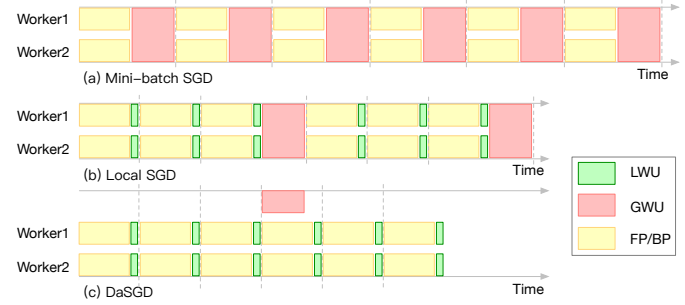 Worker1
Worker2
(a) Mini-batch SGD
Time
Worker1
Worker2
(b) Local SGD
Time
LWU
GWU
FP/BP
Worker1
Worker2
(c) DaSGD
Time